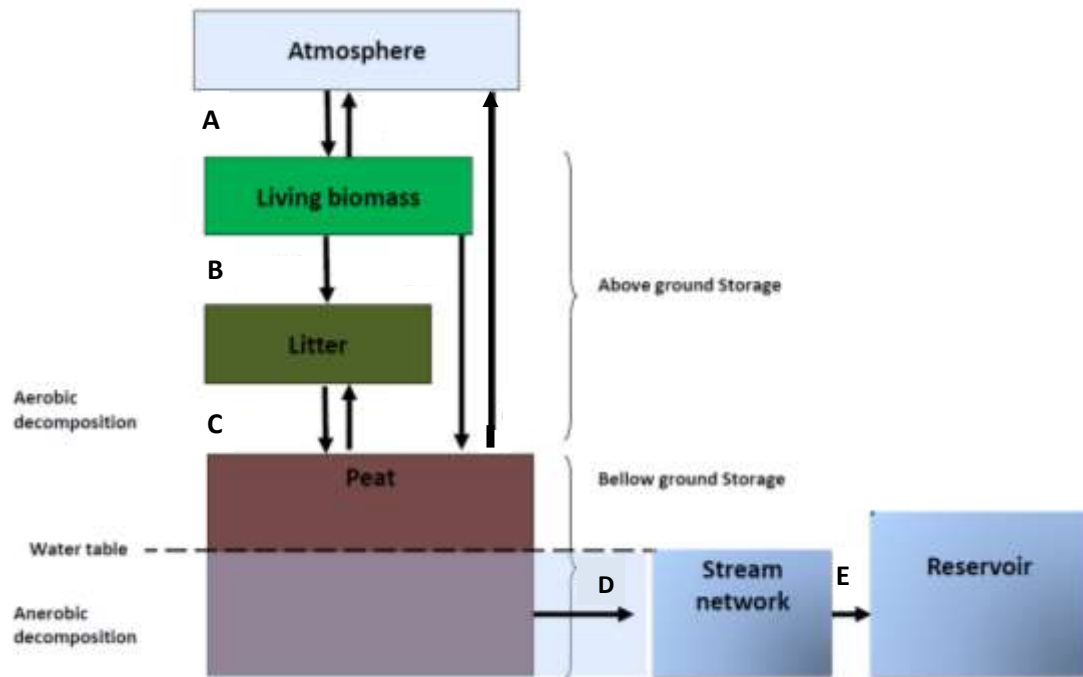 Atmosphere
A
Living biomass
B
Above ground Storage
Litter
Aerobic
decomposition
C
Peat
Bellow ground Storage
Water table
D
Stream
network
E
Reservoir
Anerobic
decomposition